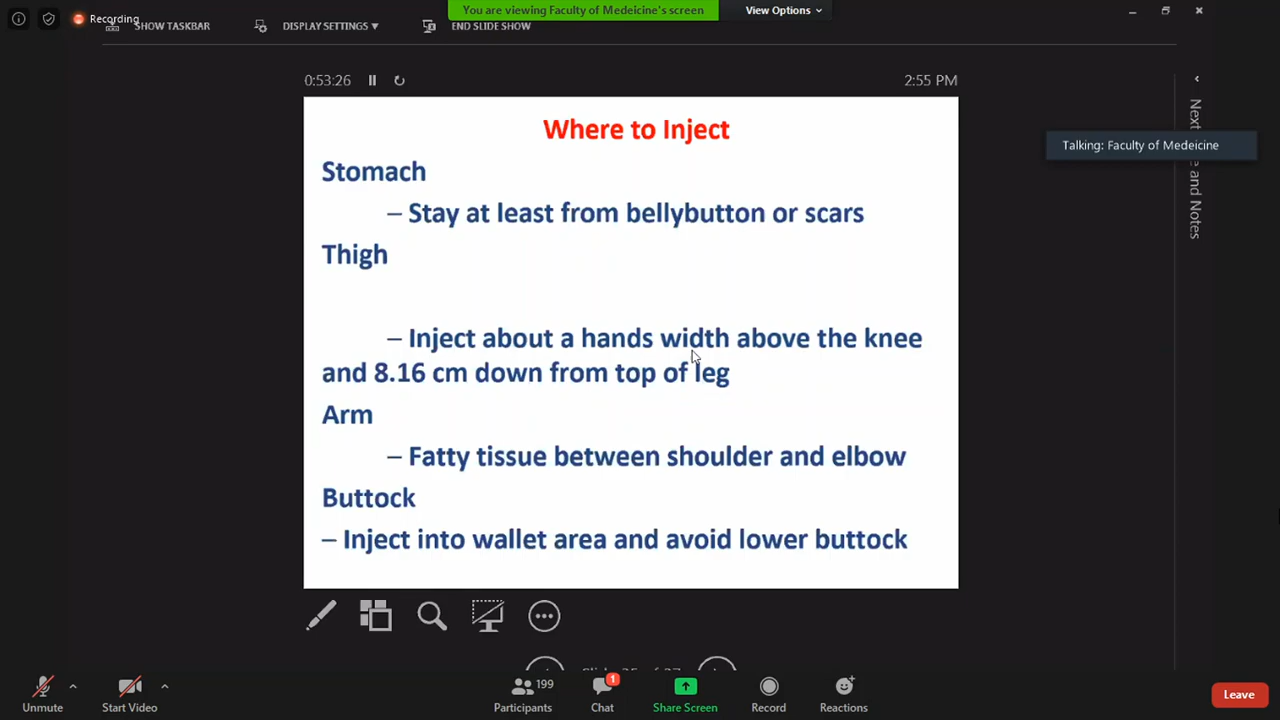 Recording
You are viewing Faculty of Medeicine's screen
View Options
SHOW TASKBAR
DISPLAY SETTINGS
END SLIDE SHOW
0:53:26
2:55 PM
Talking: Faculty of Medeicine
and Notes
Where to Inject
Stomach
– Stay at least from bellybutton or scars
Thigh
– Inject about a hands width above the knee
and 8.16 cm down from top of leg
Arm
– Fatty tissue between shoulder and elbow
Buttock
– Inject into wallet area and avoid lower buttock
Unmute
Start Video
199
Participants
1
Chat
Share Screen
Record
Reactions
Leave